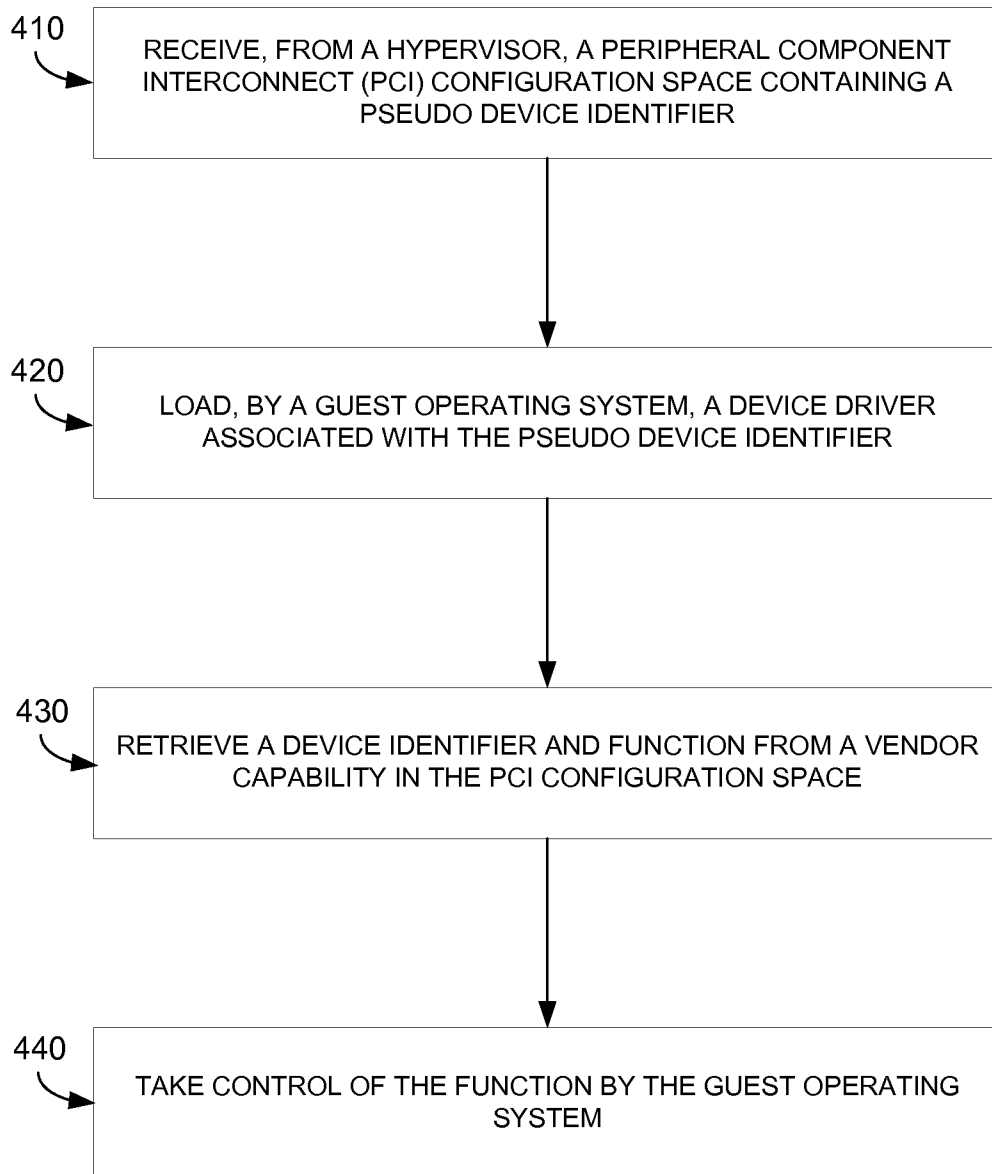 410
RECEIVE, FROM A HYPERVISOR, A PERIPHERAL COMPONENT
INTERCONNECT (PCI) CONFIGURATION SPACE CONTAINING A
PSEUDO DEVICE IDENTIFIER
420
LOAD, BY A GUEST OPERATING SYSTEM, A DEVICE DRIVER
ASSOCIATED WITH THE PSEUDO DEVICE IDENTIFIER
430
RETRIEVE A DEVICE IDENTIFIER AND FUNCTION FROM A VENDOR
CAPABILITY IN THE PCI CONFIGURATION SPACE
440
TAKE CONTROL OF THE FUNCTION BY THE GUEST OPERATING
SYSTEM